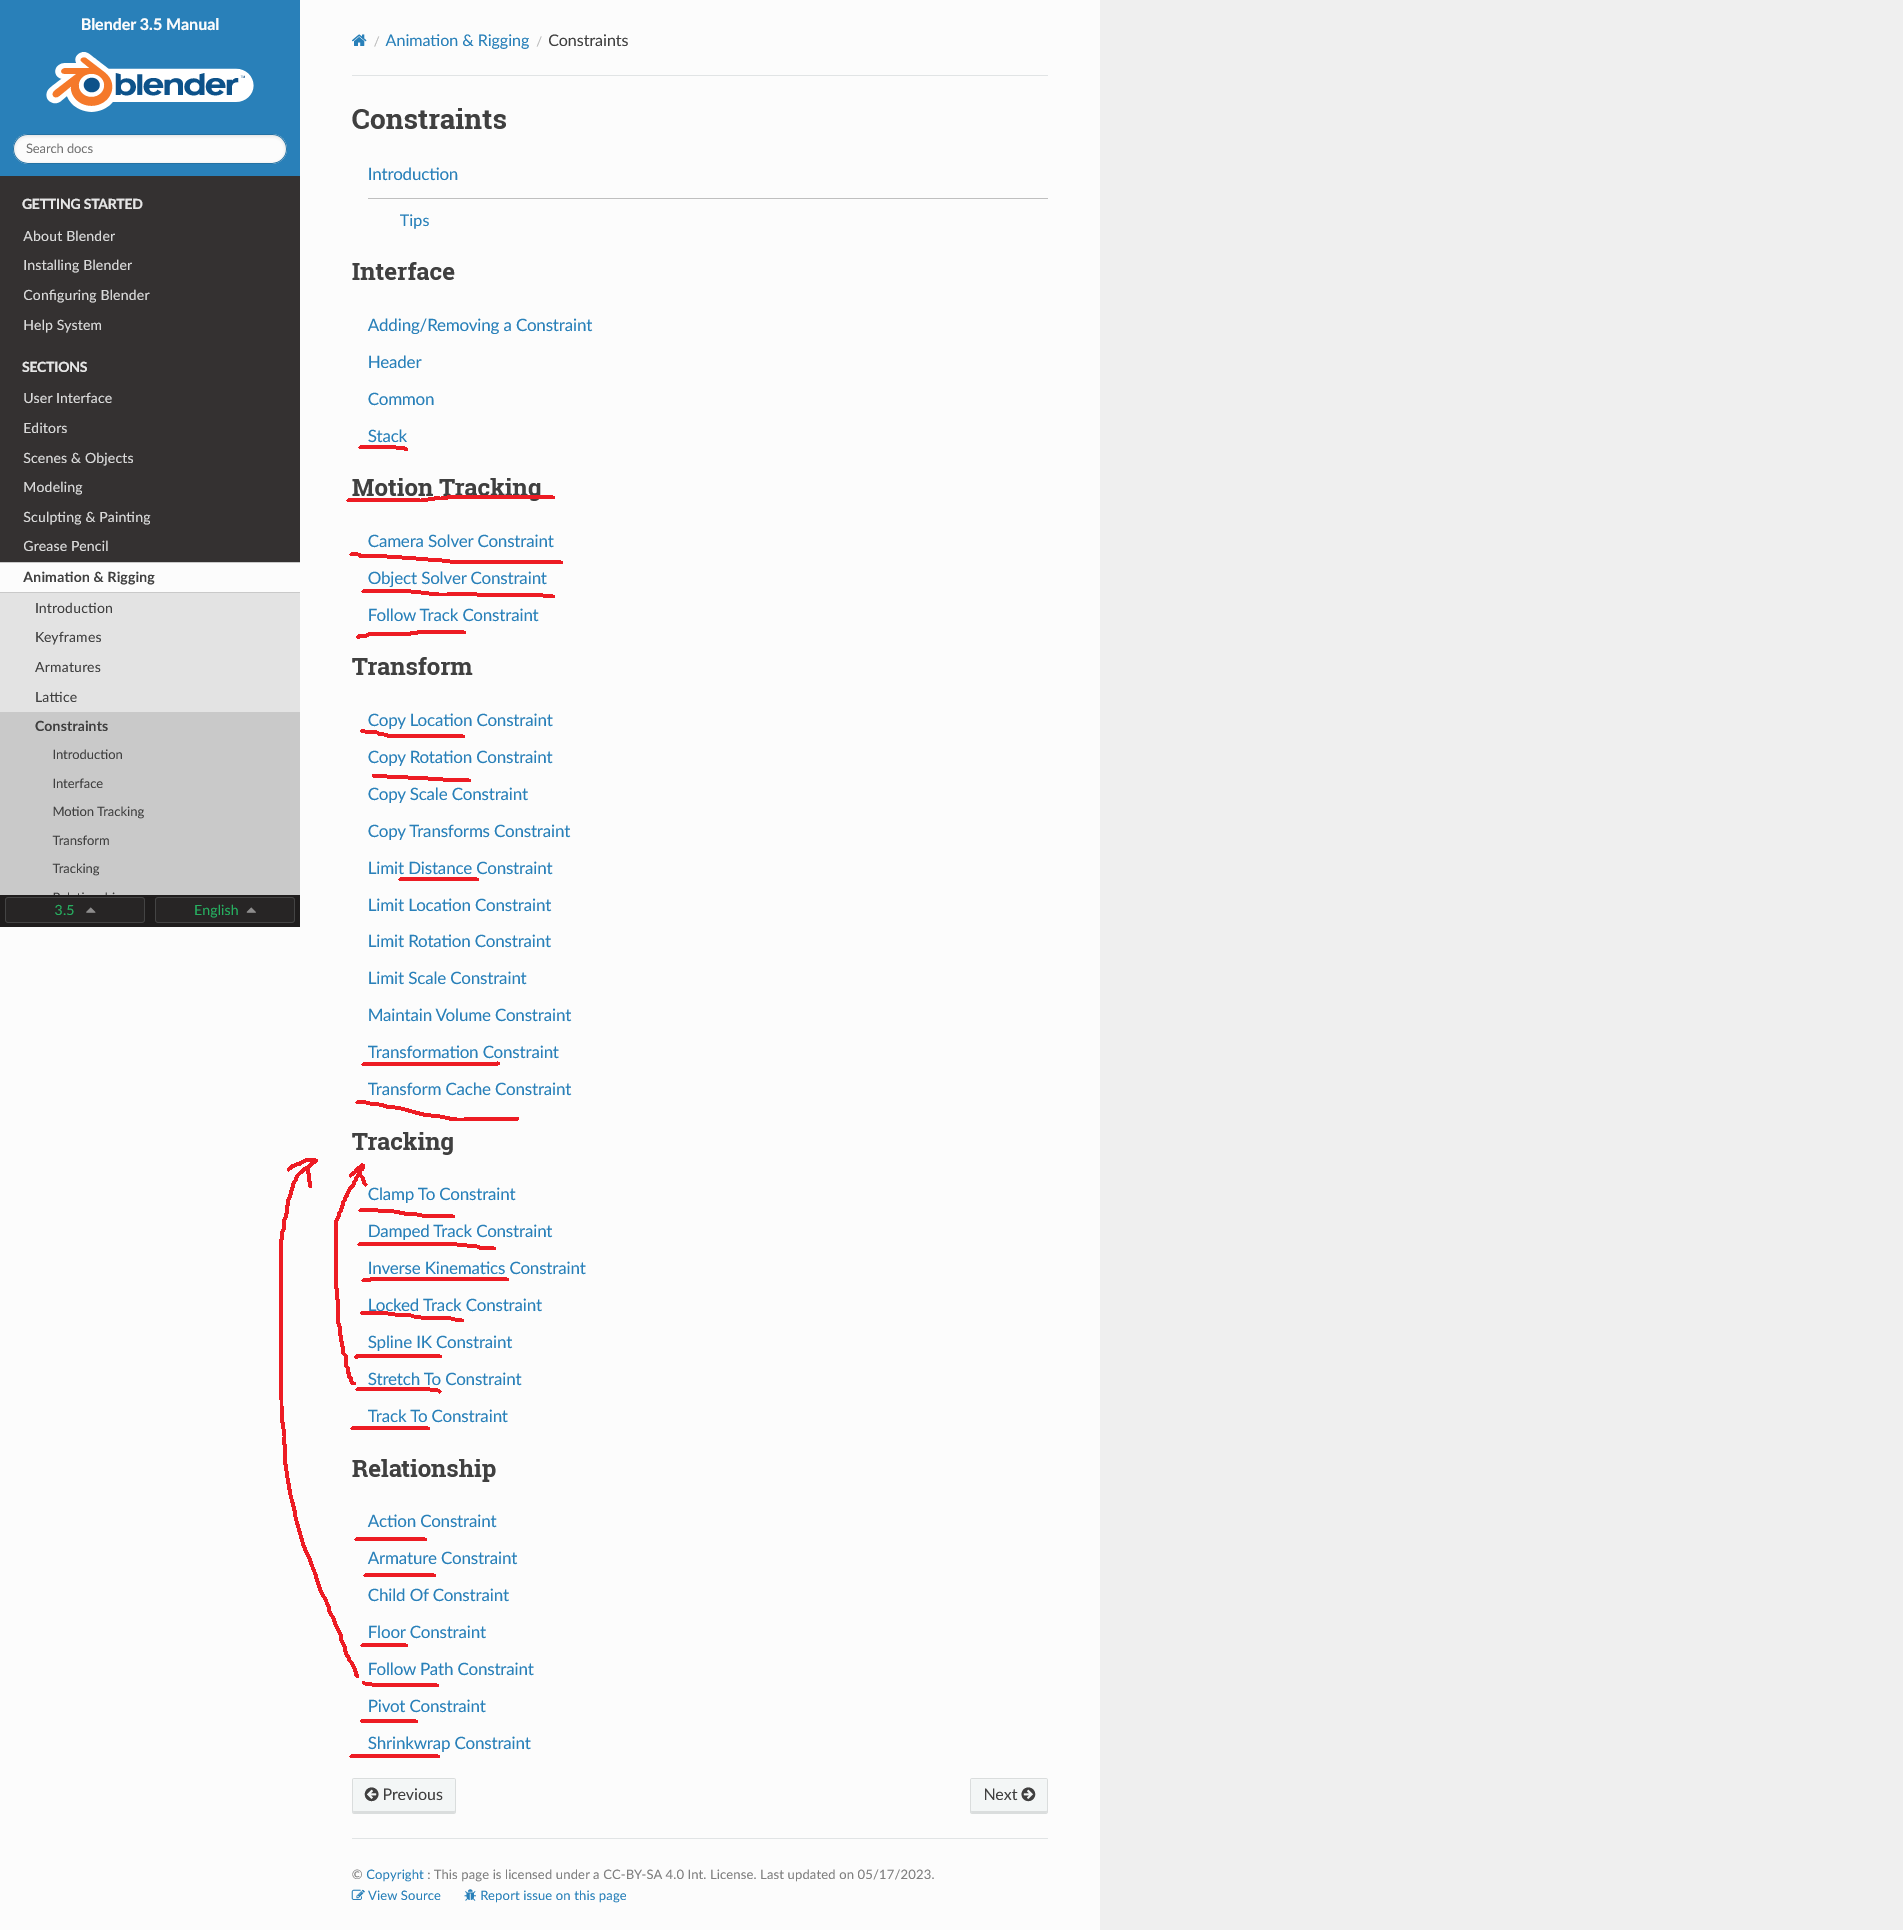 Blender 3.5 Manual
blender™
Search docs
GETTING STARTED
About Blender
Installing Blender
Configuring Blender
Help System
SECTIONS
User Interface
Editors
Scenes & Objects
Modeling
Sculpting & Painting
Grease Pencil
Animation & Rigging
Introduction
Keyframes
Armatures
Lattice
Constraints
Introduction
Interface
Motion Tracking
Transform
Tracking
3.5
English
/ Animation & Rigging / Constraints
Constraints
Introduction
Tips
Interface
Adding/Removing a Constraint
Header
Common
Stack
Motion Tracking
Camera Solver Constraint
Object Solver Constraint
Follow Track Constraint
Transform
Copy Location Constraint
Copy Rotation Constraint
Copy Scale Constraint
Copy Transforms Constraint
Limit Distance Constraint
Limit Location Constraint
Limit Rotation Constraint
Limit Scale Constraint
Maintain Volume Constraint
Transformation Constraint
Transform Cache Constraint
Tracking
Clamp To Constraint
Damped Track Constraint
Inverse Kinematics Constraint
Locked Track Constraint
Spline IK Constraint
Stretch To Constraint
Track To Constraint
Relationship
Action Constraint
Armature Constraint
Child Of Constraint
Floor Constraint
Follow Path Constraint
Pivot Constraint
Shrinkwrap Constraint
Previous
Next
© Copyright : This page is licensed under a CC-BY-SA 4.0 Int. License. Last updated on 05/17/2023.
View Source Report issue on this page